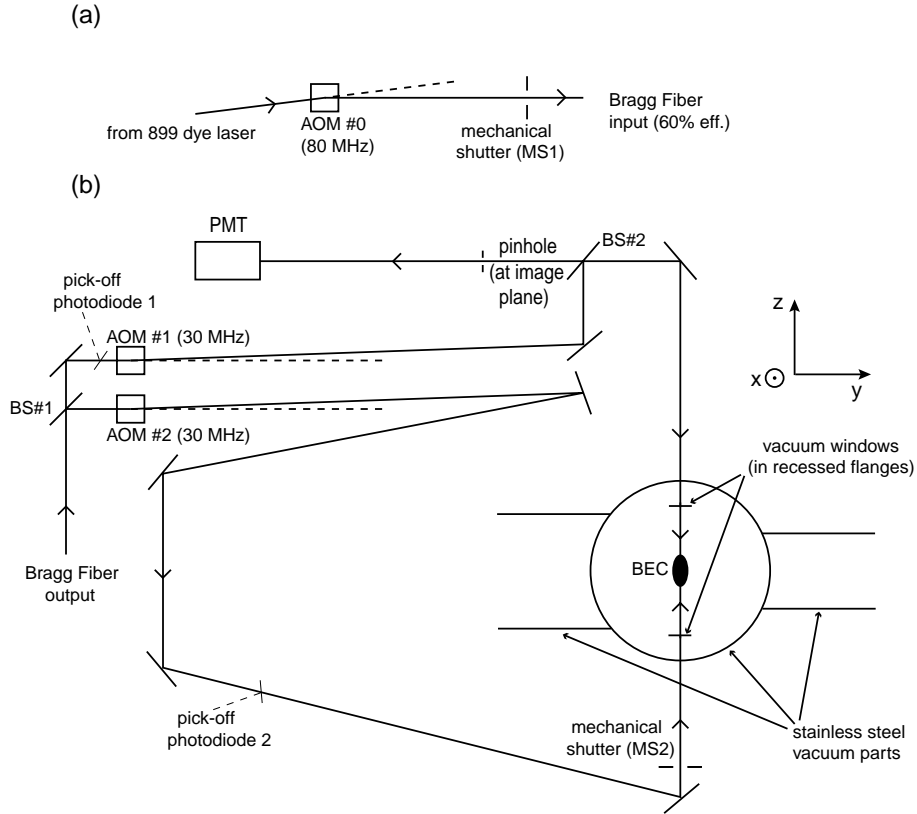 (a)
from 899 dye laser
AOM #0
(80 MHz)
mechanical
shutter (MS1)
Bragg Fiber
input (60% eff.)
(b)
PMT
pinhole
(at image
plane)
BS#2
pick-off
photodiode 1
AOM #1 (30 MHz)
z
x
y
BS#1
AOM #2 (30 MHz)
vacuum windows
(in recessed flanges)
BEC
Bragg Fiber
output
pick-off
photodiode 2
mechanical
shutter (MS2)
stainless steel
vacuum parts